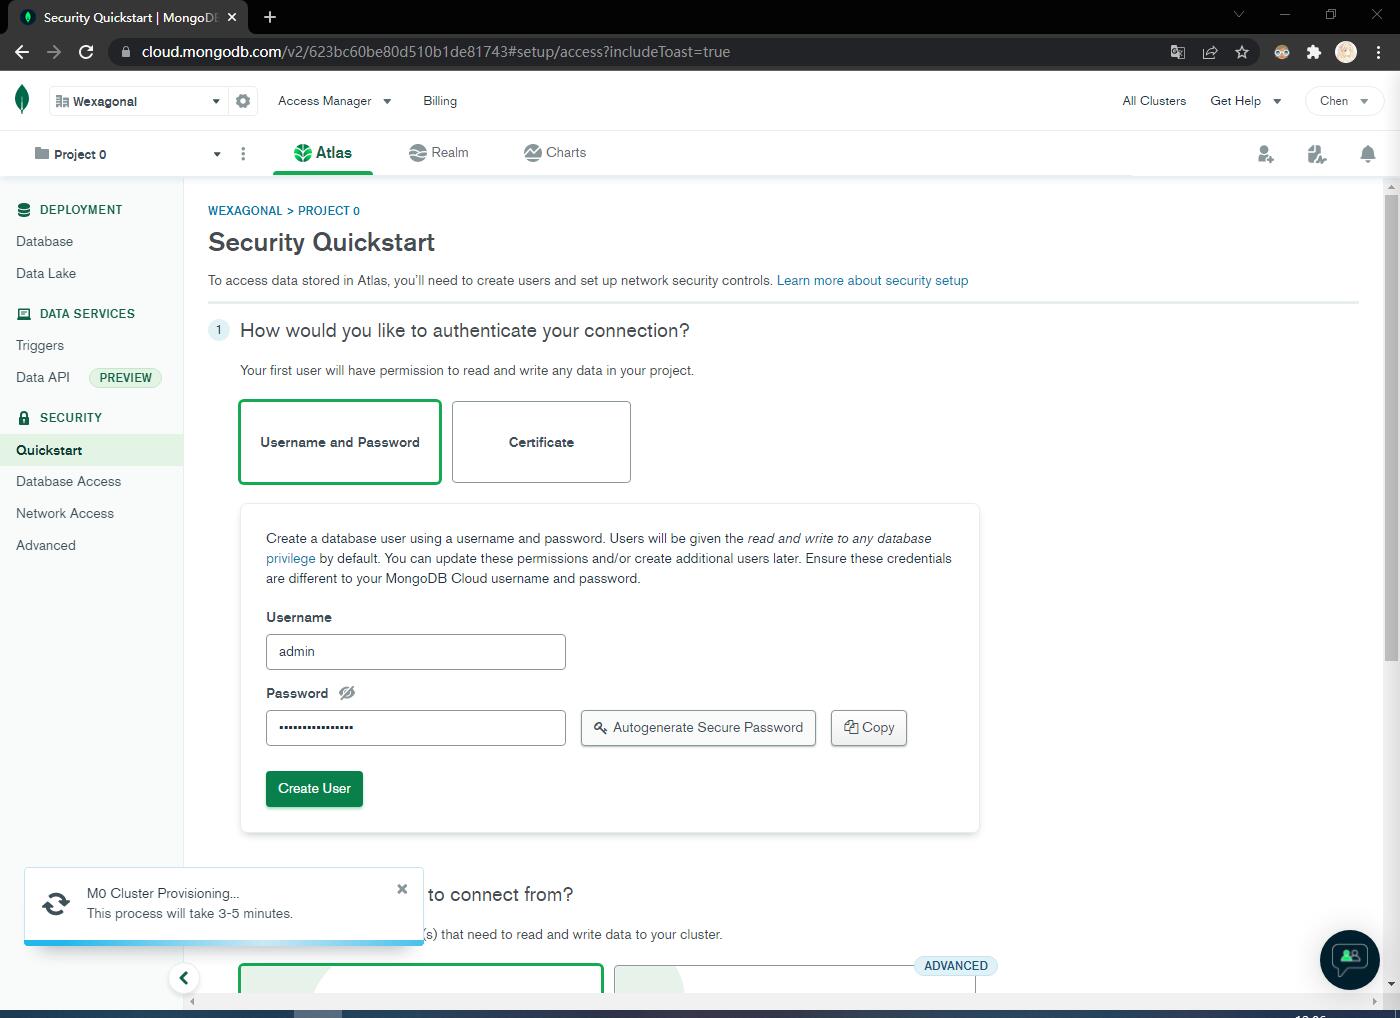 Security Quickstart | MongoDB
cloud.mongodb.com/v2/623bc60be80d510b1de81743#setup/access?includeToast=true
Wexagonal
Access Manager
Billing
All Clusters
Get Help
Chen
Project 0
Atlas
Realm
Charts
DEPLOYMENT
Database
Data Lake
DATA SERVICES
Triggers
Data API
PREVIEW
SECURITY
Quickstart
Database Access
Network Access
Advanced
WEXAGONAL > PROJECT 0
Security Quickstart
To access data stored in Atlas, you'll need to create users and set up network security controls. Learn more about security setup
1
How would you like to authenticate your connection?
Your first user will have permission to read and write any data in your project.
Username and Password
Certificate
Create a database user using a username and password. Users will be given the read and write to any database
privilege by default. You can update these permissions and/or create additional users later. Ensure these credentials
are different to your MongoDB Cloud username and password.
Username
admin
Password
Autogenerate Secure Password
Copy
Create User
M0 Cluster Provisioning...
This process will take 3-5 minutes.
to connect from?
(s) that need to read and write data to your cluster.
ADVANCED